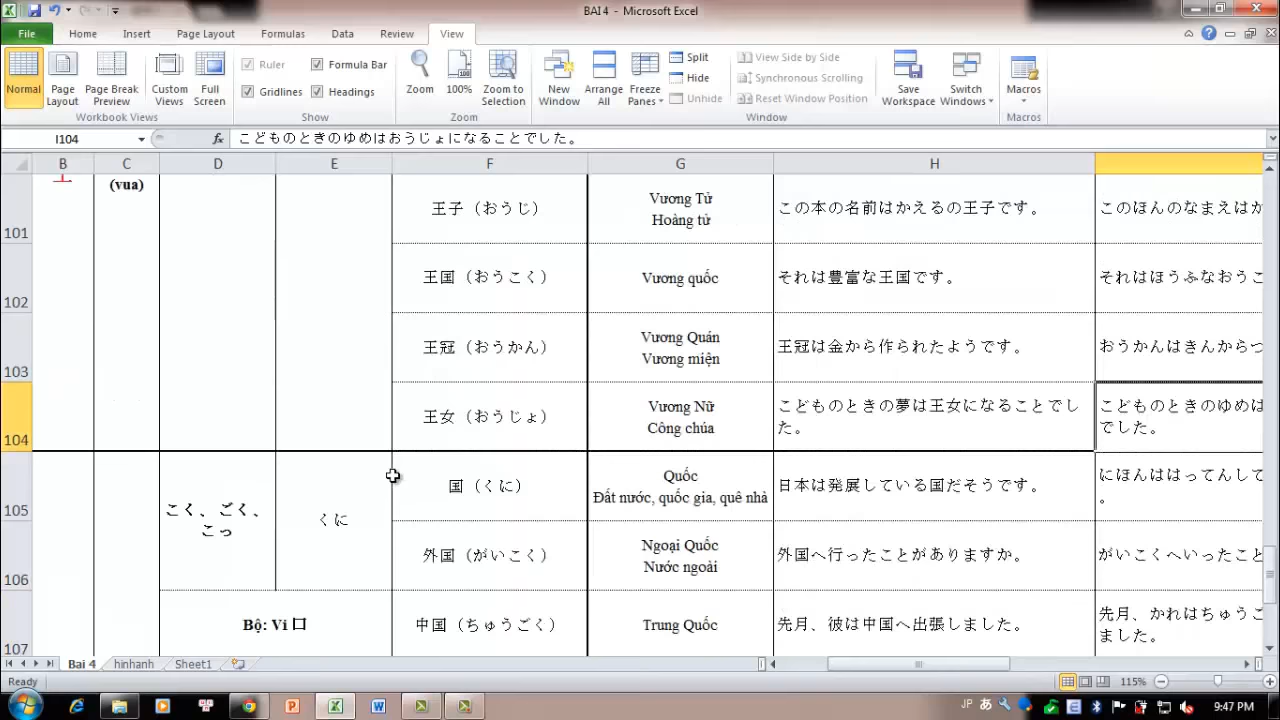 BAI 4 - Microsoft Excel
File Home Insert Page Layout Formulas Data Review View
Normal
Page Layout
Page Break Preview
Custom Views
Full Screen
Workbook Views
Ruler
Formula Bar
Gridlines
Headings
Show
Zoom
100%
Zoom to Selection
Zoom
New Window
Arrange All
Freeze Panes
Split
Hide
Unhide
View Side by Side
Synchronous Scrolling
Reset Window Position
Window
Save Workspace
Switch Windows
Macros
Macros
I104
fx
こどものときのゆめはおうじょになることでした。
B C D E F G H
(vua)
101
王子（おうじ）
Vương Tử
Hoàng tử
この本の名前はかえるの王子です。
このほんのなまえはか
102
王国（おうこく）
Vương quốc
それは豊富な王国です。
それはほうふなおうこ
103
王冠（おうかん）
Vương Quán
Vương miện
王冠は金から作られたようです。
おうかんはきんからつ
104
王女（おうじょ）
Vương Nữ
Công chúa
こどものときの夢は王女になることでし
た。
こどものときのゆめは
でした。
105
こく、ごく、
こっ
くに
国（くに）
Quốc
Đất nước, quốc gia, quê nhà
日本は発展している国だそうです。
にほんははってんして
。
106
外国（がいこく）
Ngoại Quốc
Nước ngoài
外国へ行ったことがありますか。
がいこくへいったこと
107
Bộ: Vi 口
中国（ちゅうごく）
Trung Quốc
先月、彼は中国へ出張しました。
先月、かれはちゅうご
ました。
Bai 4 hinhanh Sheet1
Ready
115%
JP あ
9:47 PM